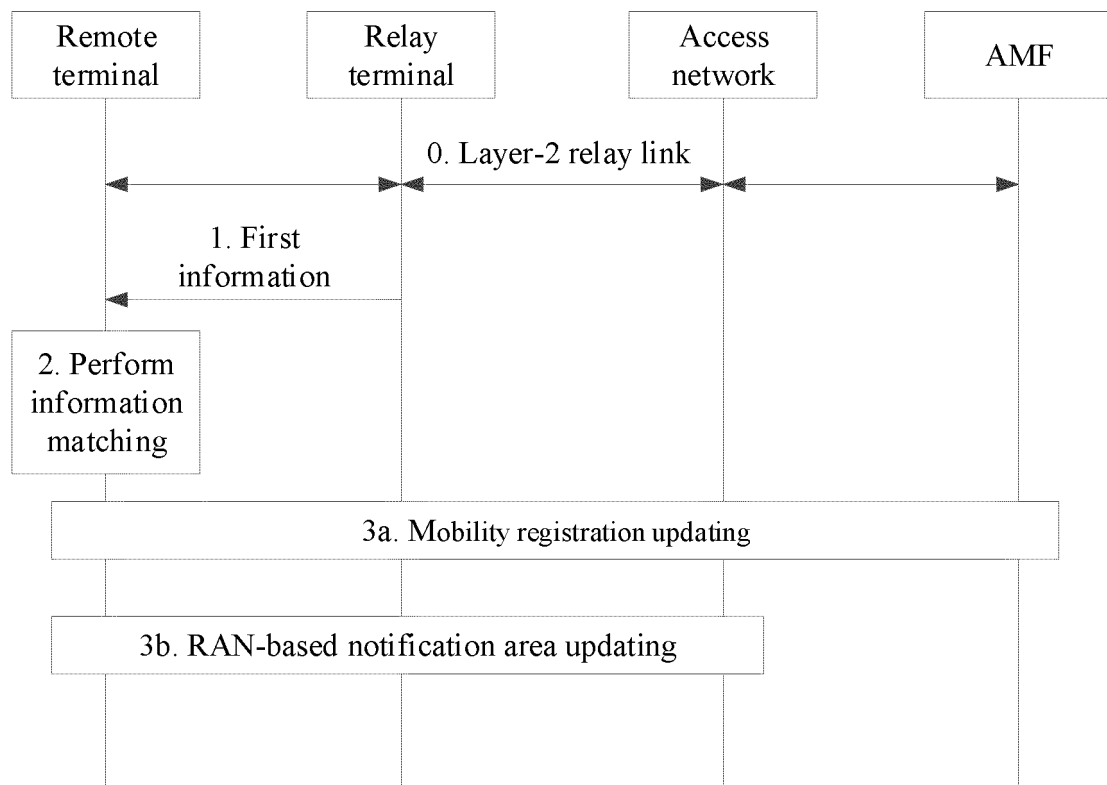 Remote
terminal
Relay
terminal
Access
network
AMF
0. Layer-2 relay link
1. First
information
2. Perform
information
matching
3a. Mobility registration updating
3b. RAN-based notification area updating